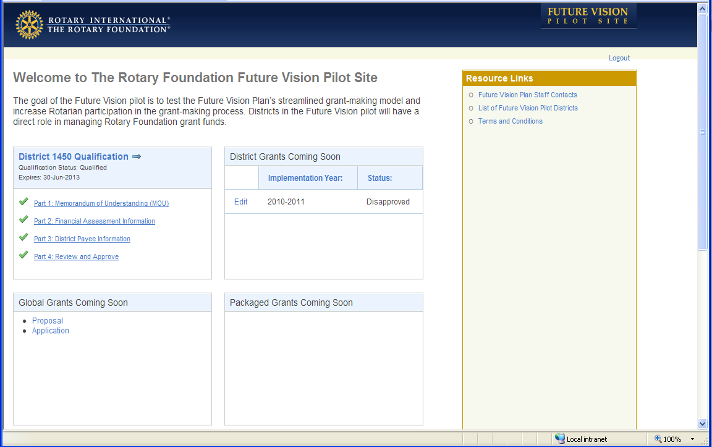 ROTARY INTERNATIONAL®
THE ROTARY FOUNDATION®
FUTURE VISION
PILOT SITE
Logout
Welcome to The Rotary Foundation Future Vision Pilot Site
The goal of the Future Vision pilot is to test the Future Vision Plan's streamlined grant-making model and
increase Rotarian participation in the grant-making process. Districts in the Future Vision pilot will have a
direct role in managing Rotary Foundation grant funds.
Resource Links
Future Vision Plan Staff Contacts
List of Future Vision Pilot Districts
Terms and Conditions
District 1450 Qualification ⇒
Qualification Status: Qualified
Expires: 30-Jun-2013
Part 1: Memorandum of Understanding (MOU)
Part 2: Financial Assessment Information
Part 3: District Payee Information
Part 4: Review and Approve
District Grants Coming Soon
Implementation Year: Status:
Edit 2010-2011 Disapproved
Global Grants Coming Soon
Proposal
Application
Packaged Grants Coming Soon
Local intranet 100%